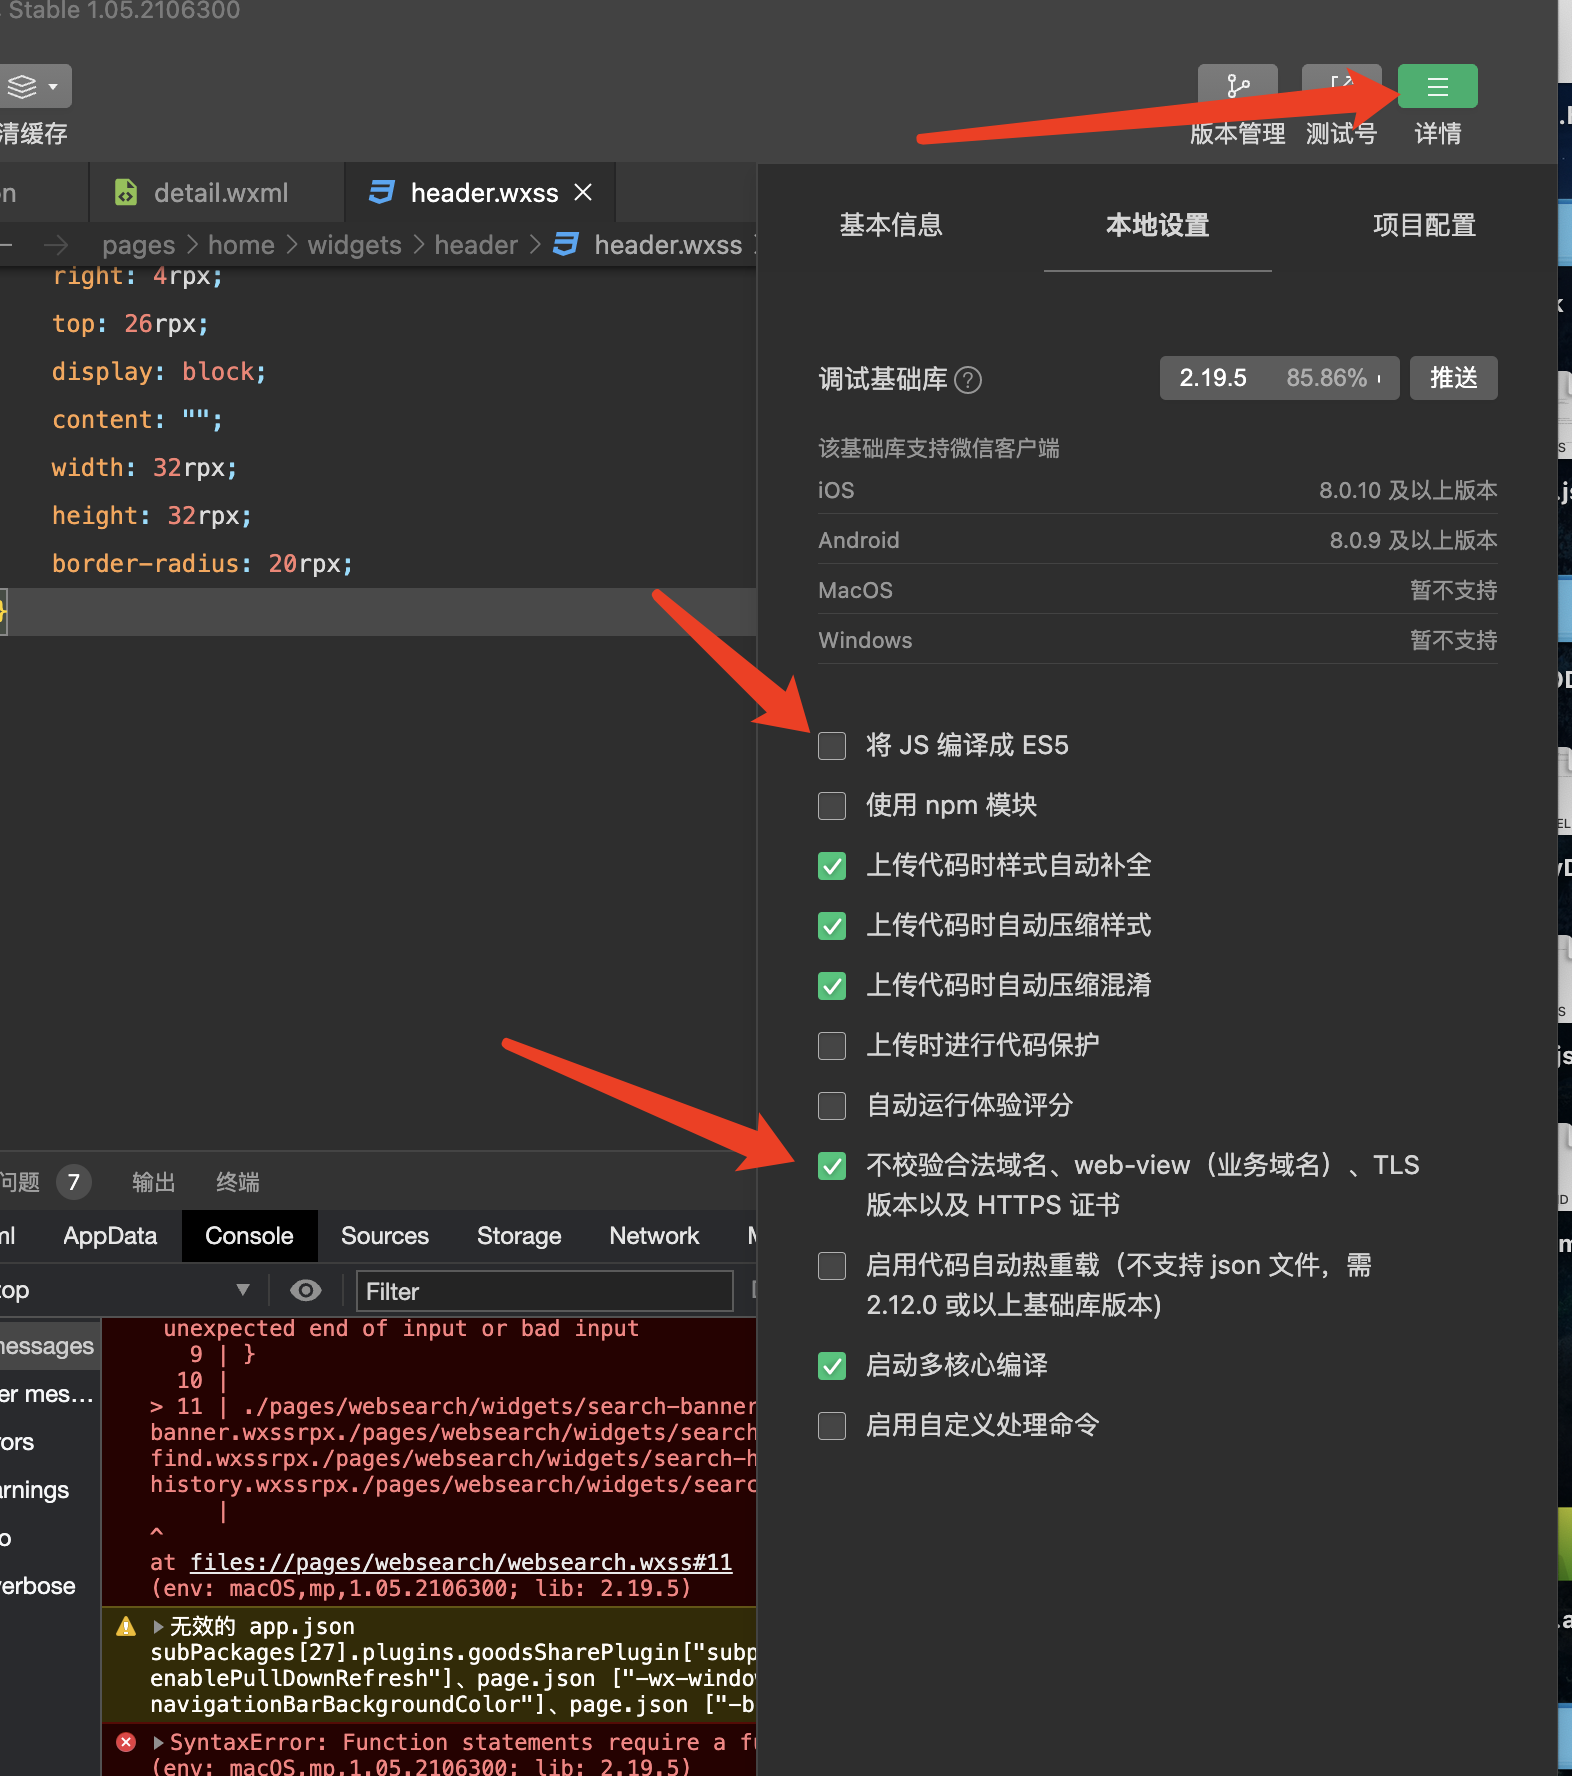 Stable 1.05.2106300
清缓存
版本管理
测试号
详情
detail.wxml
header.wxss
pages
home
widgets
header
header.wxss
right: 4rpx;
top: 26rpx;
display: block;
content: "";
width: 32rpx;
height: 32rpx;
border-radius: 20rpx;
}
基本信息
本地设置
项目配置
调试基础库 ?
2.19.5 85.86%
推送
该基础库支持微信客户端
iOS 8.0.10 及以上版本
Android 8.0.9 及以上版本
MacOS 暂不支持
Windows 暂不支持
将 JS 编译成 ES5
使用 npm 模块
上传代码时样式自动补全
上传代码时自动压缩样式
上传代码时自动压缩混淆
上传时进行代码保护
自动运行体验评分
不校验合法域名、web-view（业务域名）、TLS
版本以及 HTTPS 证书
启用代码自动热重载（不支持 json 文件，需
2.12.0 或以上基础库版本)
启动多核心编译
启用自定义处理命令
问题 7 输出 终端
AppData Console Sources Storage Network
op
Filter
messages
er mes...
ors
arnings
o
verbose
unexpected end of input or bad input
9 | }
10 |
> 11 | ./pages/websearch/widgets/search-banner
banner.wxssrpx./pages/websearch/widgets/search
find.wxssrpx./pages/websearch/widgets/search-h
history.wxssrpx./pages/websearch/widgets/searc
|
^
at files://pages/websearch/websearch.wxss#11
(env: macOS,mp,1.05.2106300; lib: 2.19.5)
无效的 app.json
subPackages[27].plugins.goodsSharePlugin["subp
enablePullDownRefresh"]、page.json ["-wx-window
navigationBarBackgroundColor"]、page.json ["-b
SyntaxError: Function statements require a fu
(env: macOS,mp,1.05.2106300; lib: 2.19.5)